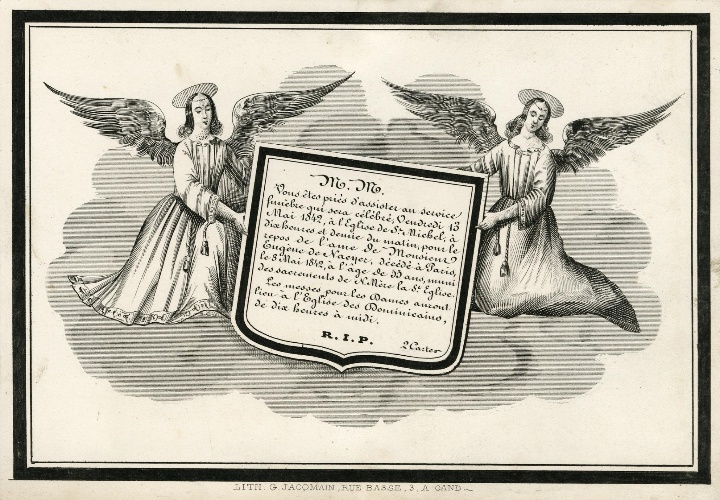 M. M.
Vous êtes priés d'assister au service
funèbre qui sera célébré, Vendredi 13
Mai 1842, à l'Eglise de St. Michel, à
dix heures et demie du matin, pour le
repos de l'ame de Monsieur
Eugène de Naeyer, décédé à Paris,
le 8 Mai 1842, à l'âge de 33 ans, muni
des sacrements de N. Mère la Ste. Eglise.
Les messes pour les Dames auront
lieu à l'Eglise des Dominicains,
de dix heures à midi.
R. I. P.
2 Cartes
LITH. G. JACQMAIN, RUE BASSE, 3, A GAND